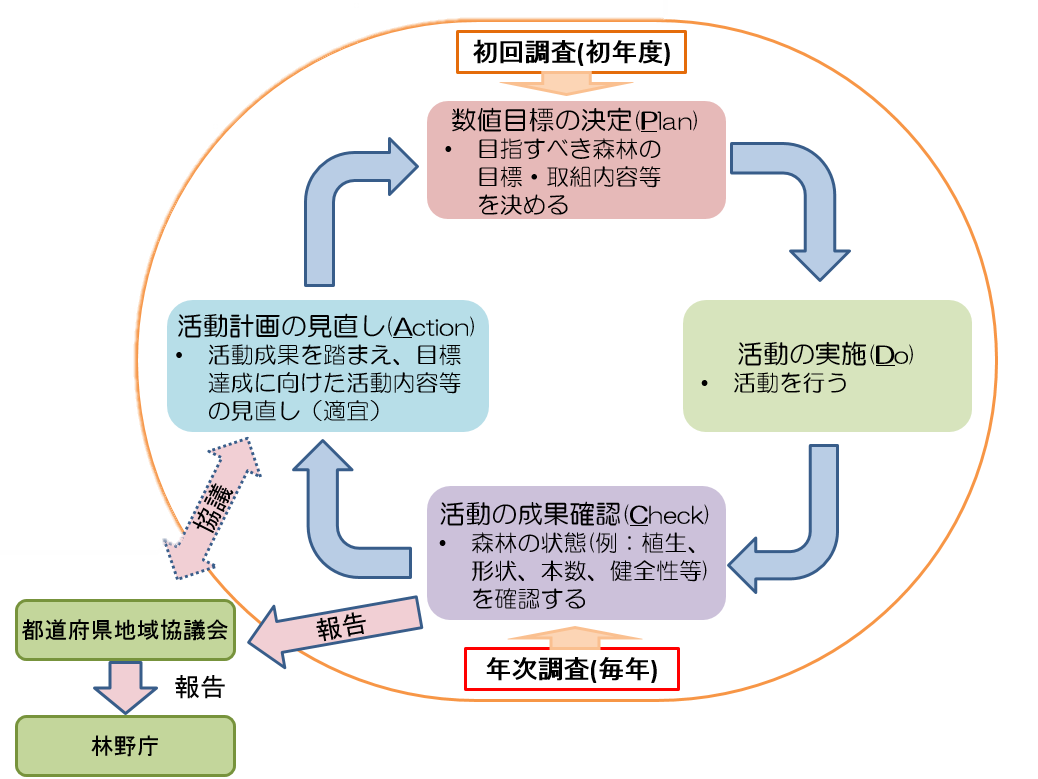 初回調査(初年度)
数値目標の決定(Plan)
• 目指すべき森林の
目標・取組内容等
を決める
活動計画の見直し(Action)
• 活動成果を踏まえ、目標
達成に向けた活動内容等
の見直し（適宜）
活動の実施(Do)
• 活動を行う
活動の成果確認(Check)
• 森林の状態(例：植生、
形状、本数、健全性等)
を確認する
協議
報告
年次調査(毎年)
都道府県地域協議会
報告
林野庁